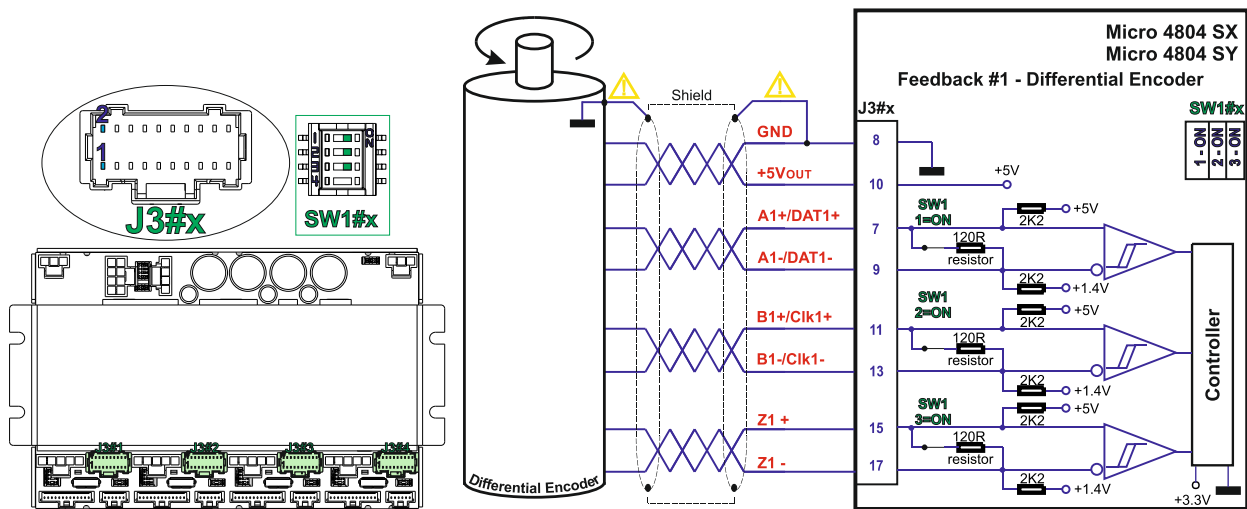 2
1
J3#x
ON
1
2
3
4
SW1#x
J3#1
J3#2
J3#3
J3#4
Differential Encoder
Shield
GND
+5VOUT
A1+/DAT1+
A1-/DAT1-
B1+/Clk1+
B1-/Clk1-
Z1 +
Z1 -
Micro 4804 SX
Micro 4804 SY
Feedback #1 - Differential Encoder
J3#x
SW1#x
1 - ON
2 - ON
3 - ON
8
10
+5V
7
SW1
1=ON
+5V
2K2
120R
resistor
9
2K2
+1.4V
SW1
2=ON
+5V
2K2
11
120R
resistor
13
2K2
+1.4V
SW1
3=ON
+5V
2K2
15
120R
resistor
17
2K2
+1.4V
Controller
+3.3V